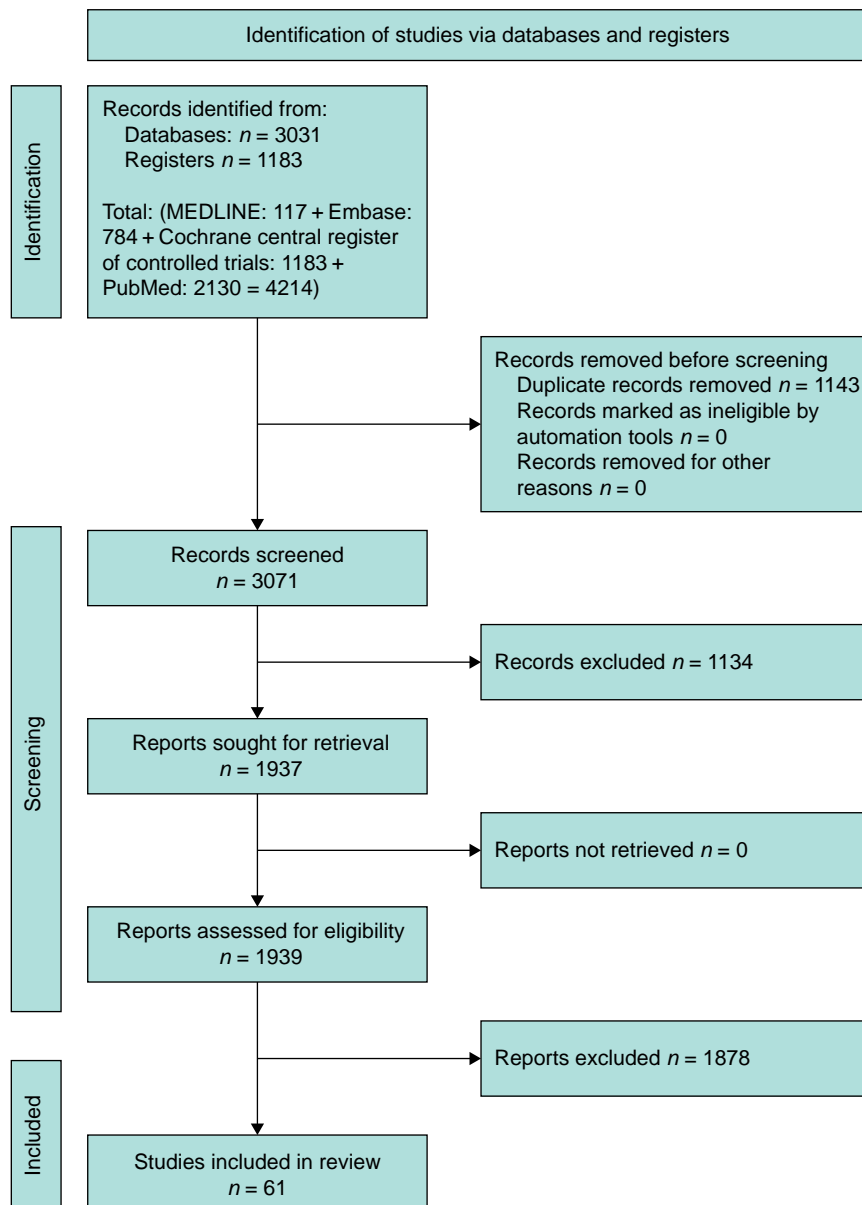 Identification of studies via databases and registers
Identification
Records identified from:
Databases: n = 3031
Registers n = 1183
Total: (MEDLINE: 117 + Embase:
784 + Cochrane central register
of controlled trials: 1183 +
PubMed: 2130 = 4214)
Records removed before screening
Duplicate records removed n = 1143
Records marked as ineligible by
automation tools n = 0
Records removed for other
reasons n = 0
Screening
Records screened
n = 3071
Records excluded n = 1134
Reports sought for retrieval
n = 1937
Reports not retrieved n = 0
Reports assessed for eligibility
n = 1939
Reports excluded n = 1878
Included
Studies included in review
n = 61